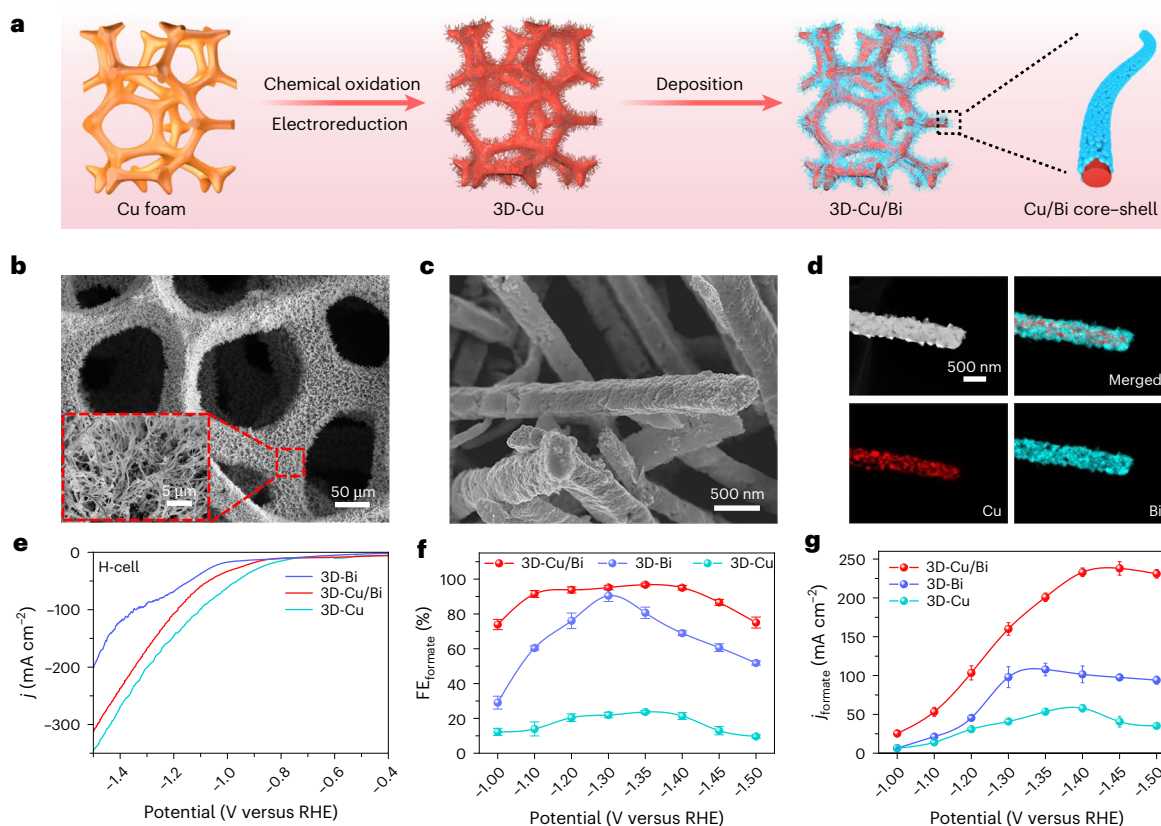 a
Chemical oxidation
Electroreduction
Deposition
Cu foam
3D-Cu
3D-Cu/Bi
Cu/Bi core–shell
b
5 µm
50 µm
c
500 nm
d
500 nm
Merged
Cu
Bi
e
H-cell
3D-Bi
3D-Cu/Bi
3D-Cu
0
–100
–200
–300
j (mA cm⁻²)
–1.4 –1.2 –1.0 –0.8 –0.6 –0.4
Potential (V versus RHE)
f
3D-Cu/Bi 3D-Bi 3D-Cu
100
80
60
40
20
0
FE formate (%)
–1.00 –1.10 –1.20 –1.30 –1.35 –1.40 –1.45 –1.50
Potential (V versus RHE)
g
3D-Cu/Bi
3D-Bi
3D-Cu
250
200
150
100
50
0
j formate (mA cm⁻²)
–1.00 –1.10 –1.20 –1.30 –1.35 –1.40 –1.45 –1.50
Potential (V versus RHE)